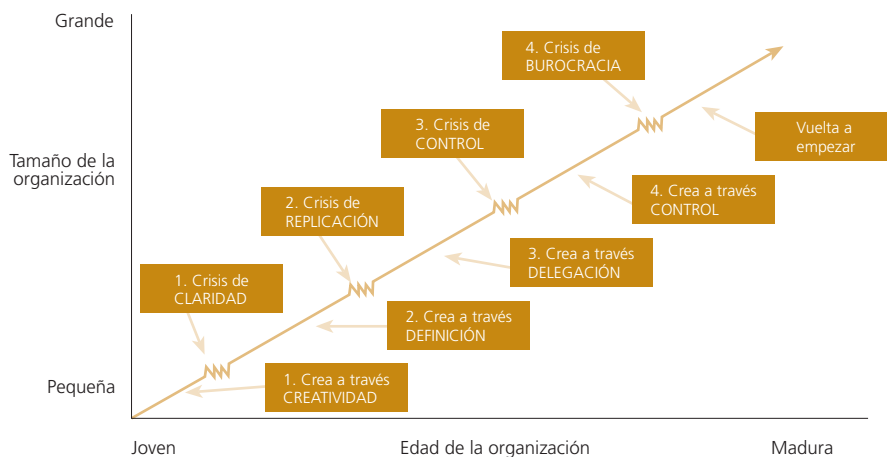 Grande
4. Crisis de
BUROCRACIA
3. Crisis de
CONTROL
Vuelta a
empezar
Tamaño de la
organización
2. Crisis de
REPLICACIÓN
4. Crea a través
CONTROL
3. Crea a través
DELEGACIÓN
1. Crisis de
CLARIDAD
2. Crea a través
DEFINICIÓN
Pequeña
1. Crea a través
CREATIVIDAD
Joven
Edad de la organización
Madura